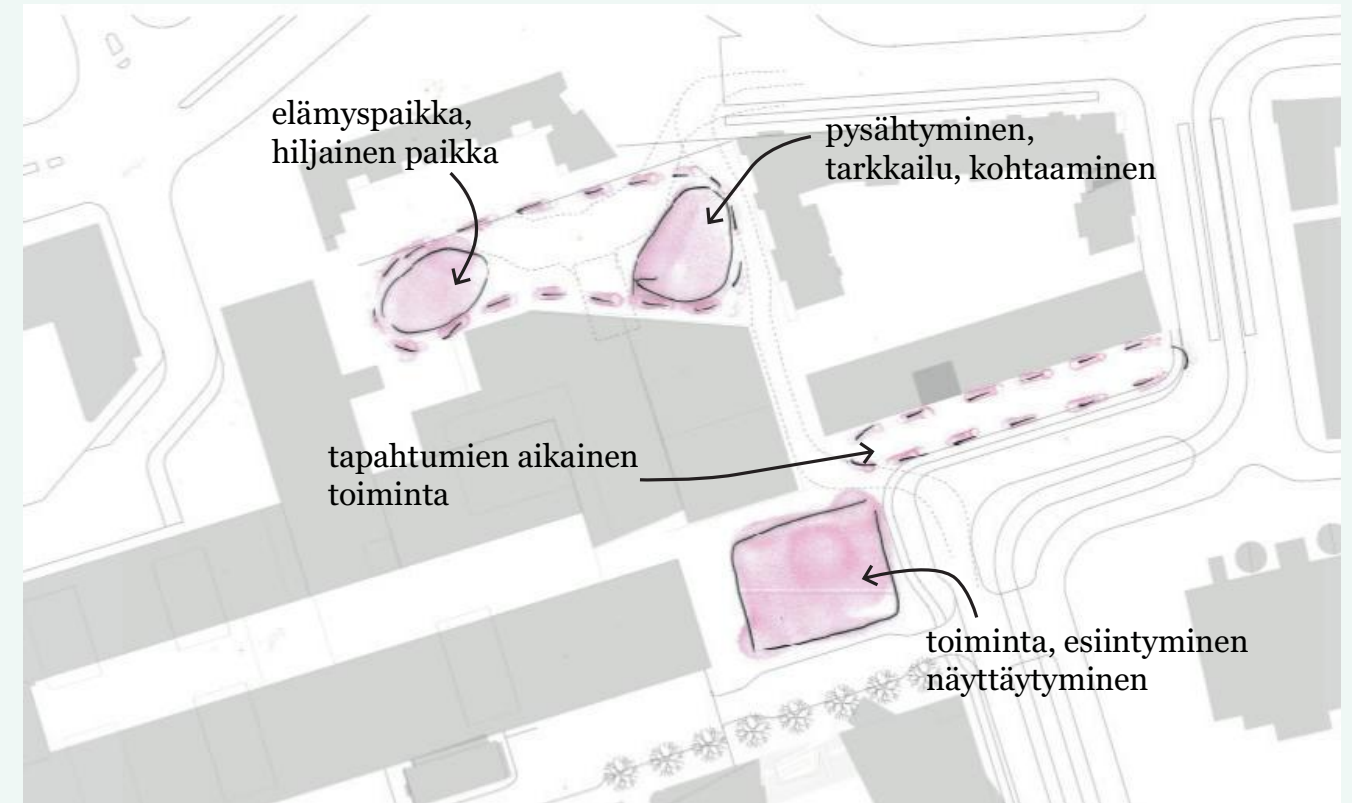 elämyspaikka,
hiljainen paikka
pysähtyminen,
tarkkailu, kohtaaminen
tapahtumien aikainen
toiminta
toiminta, esiintyminen
näyttäytyminen